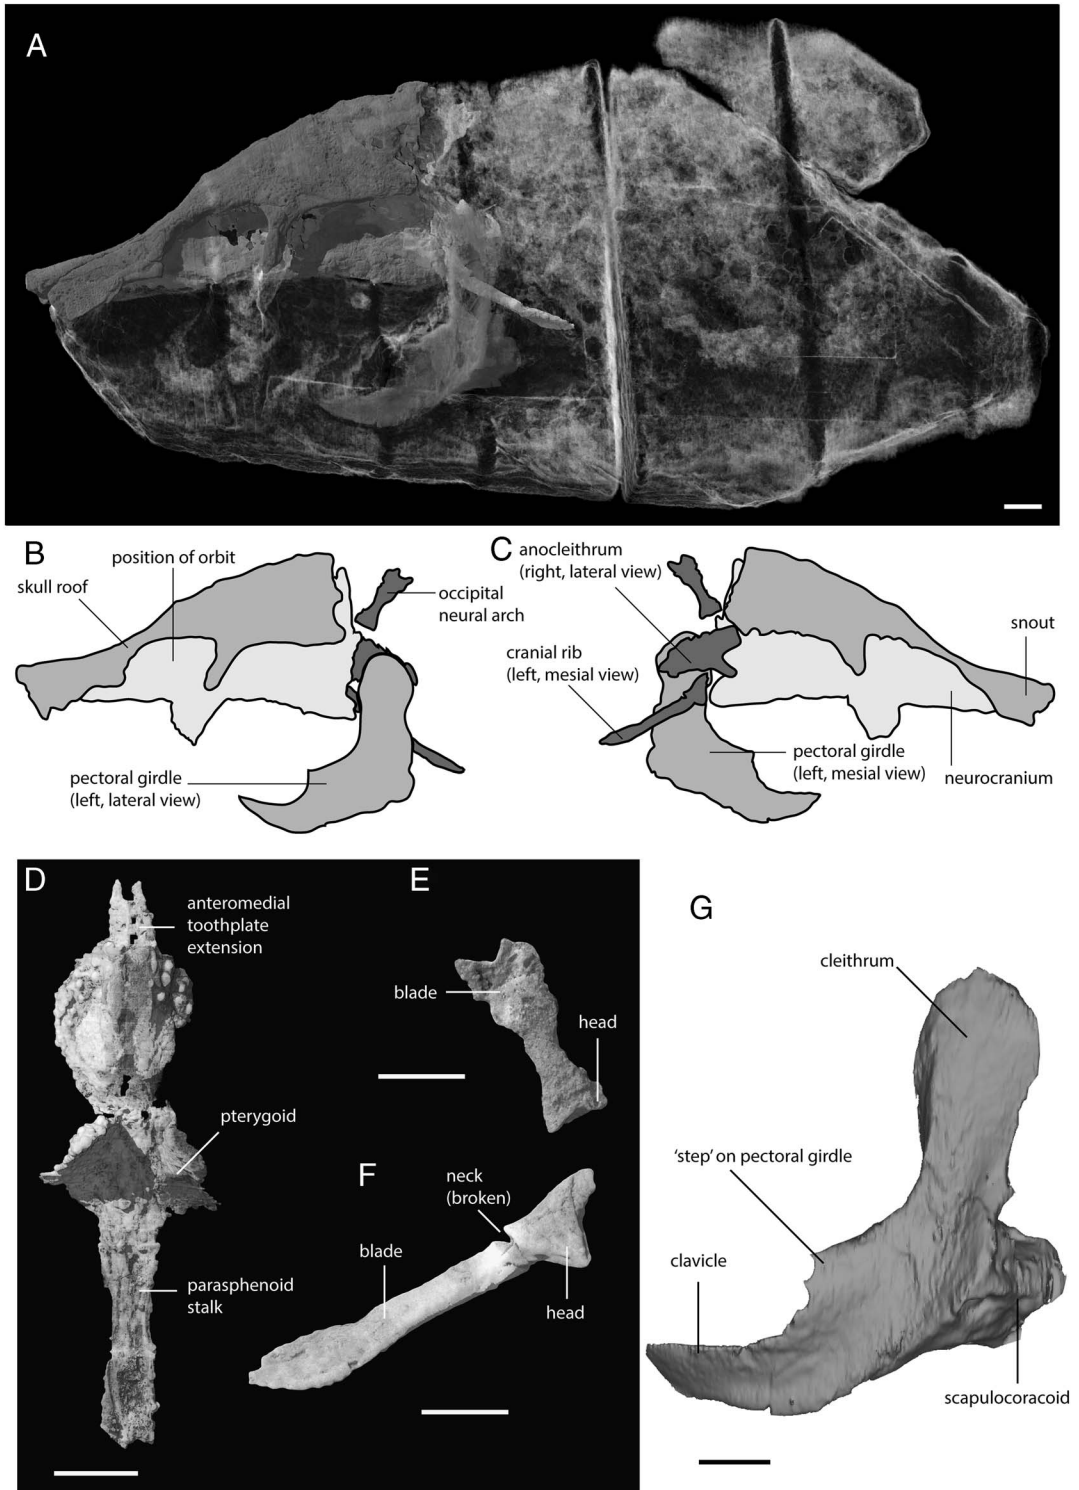 A
B
position of orbit
skull roof
occipital
neural arch
pectoral girdle
(left, lateral view)
C
anocleithrum
(right, lateral view)
cranial rib
(left, mesial view)
snout
pectoral girdle
(left, mesial view)
neurocranium
D
anteromedial
toothplate
extension
pterygoid
parasphenoid
stalk
E
blade
head
F
neck
(broken)
blade
head
G
cleithrum
‘step’ on pectoral girdle
clavicle
scapulocoracoid